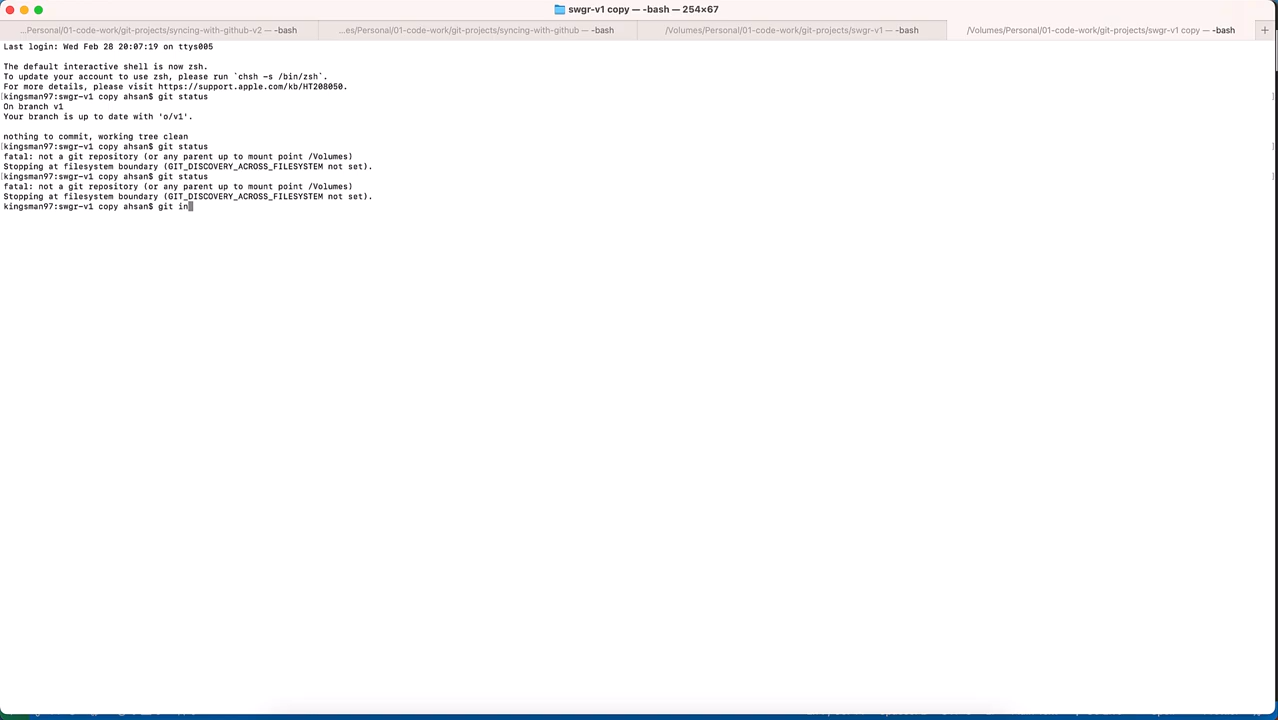 swgr-v1 copy — -bash — 254×67
...Personal/01-code-work/git-projects/syncing-with-github-v2 — -bash
...es/Personal/01-code-work/git-projects/syncing-with-github — -bash
/Volumes/Personal/01-code-work/git-projects/swgr-v1 — -bash
/Volumes/Personal/01-code-work/git-projects/swgr-v1 copy — -bash
Last login: Wed Feb 28 20:07:19 on ttys005
The default interactive shell is now zsh.
To update your account to use zsh, please run `chsh -s /bin/zsh`.
For more details, please visit https://support.apple.com/kb/HT208050.
[kingsman97:swgr-v1 copy ahsan$ git status ]
On branch v1
Your branch is up to date with 'o/v1'.
nothing to commit, working tree clean
[kingsman97:swgr-v1 copy ahsan$ git status ]
fatal: not a git repository (or any parent up to mount point /Volumes)
Stopping at filesystem boundary (GIT_DISCOVERY_ACROSS_FILESYSTEM not set).
[kingsman97:swgr-v1 copy ahsan$ git status ]
fatal: not a git repository (or any parent up to mount point /Volumes)
Stopping at filesystem boundary (GIT_DISCOVERY_ACROSS_FILESYSTEM not set).
kingsman97:swgr-v1 copy ahsan$ git in